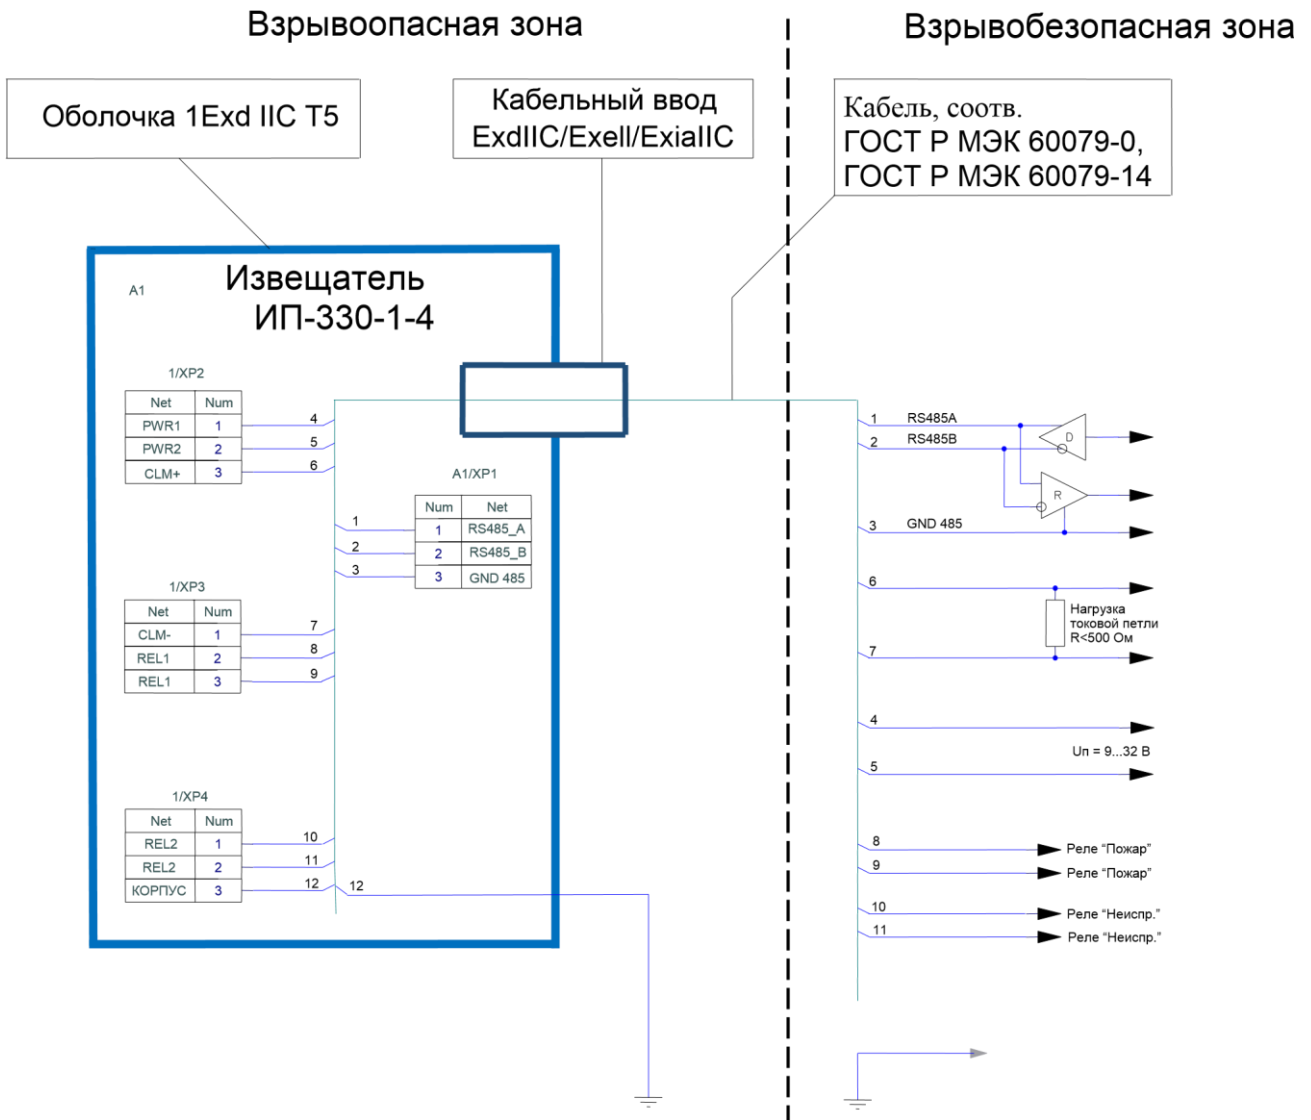 Взрывоопасная зона
Взрывобезопасная зона
Оболочка 1Exd IIC T5
Кабельный ввод
ExdIIC/ExeII/ExiaIIC
Кабель, соотв.
ГОСТ Р МЭК 60079-0,
ГОСТ Р МЭК 60079-14
A1
Извещатель
ИП-330-1-4
1/XP2
Net Num
PWR1 1 4
PWR2 2 5
CLM+ 3 6
A1/XP1
Num Net
1 1 RS485_A
2 2 RS485_B
3 3 GND 485
1/XP3
Net Num
CLM- 1 7
REL1 2 8
REL1 3 9
1/XP4
Net Num
REL2 1 10
REL2 2 11
КОРПУС 3 12 12
1 RS485A
2 RS485B
D
R
3 GND 485
6
Нагрузка
токовой петли
R<500 Ом
7
4
Uп = 9...32 В
5
8 Реле "Пожар"
9 Реле "Пожар"
10 Реле "Неиспр."
11 Реле "Неиспр."